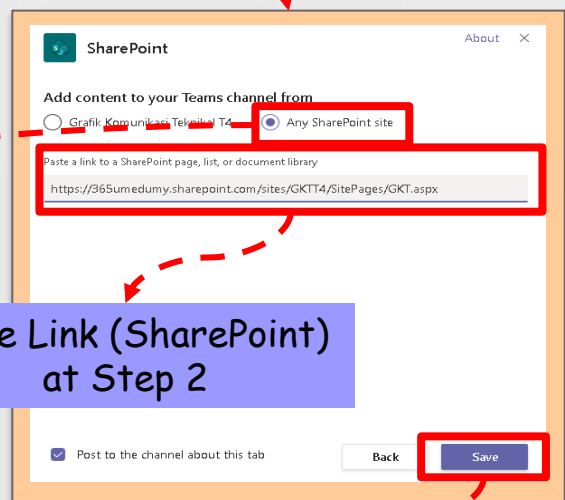 SharePoint
About
Add content to your Teams channel from
Grafik Komunikasi Teknikal T4
Any SharePoint site
Paste a link to a SharePoint page, list, or document library
https://365umedumy.sharepoint.com/sites/GKTT4/SitePages/GKT.aspx
Link (SharePoint)
at Step 2
Post to the channel about this tab
Back
Save